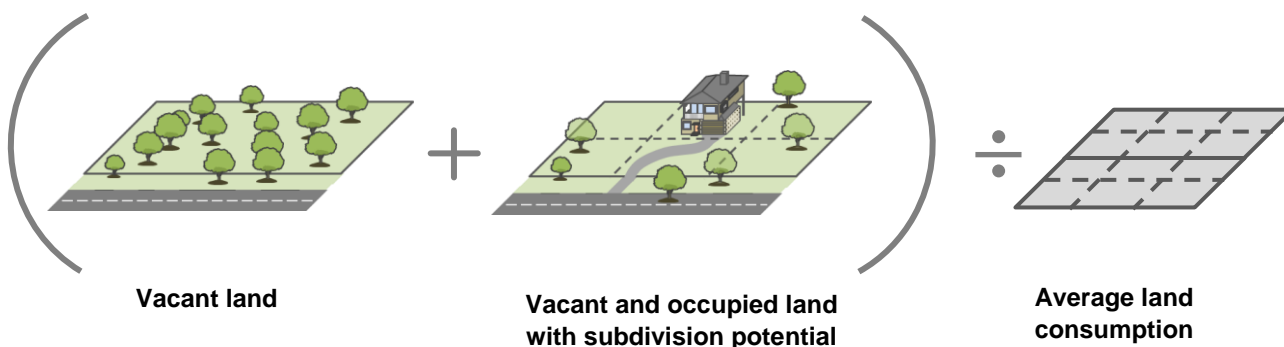 Vacant land
Vacant and occupied land
with subdivision potential
Average land
consumption